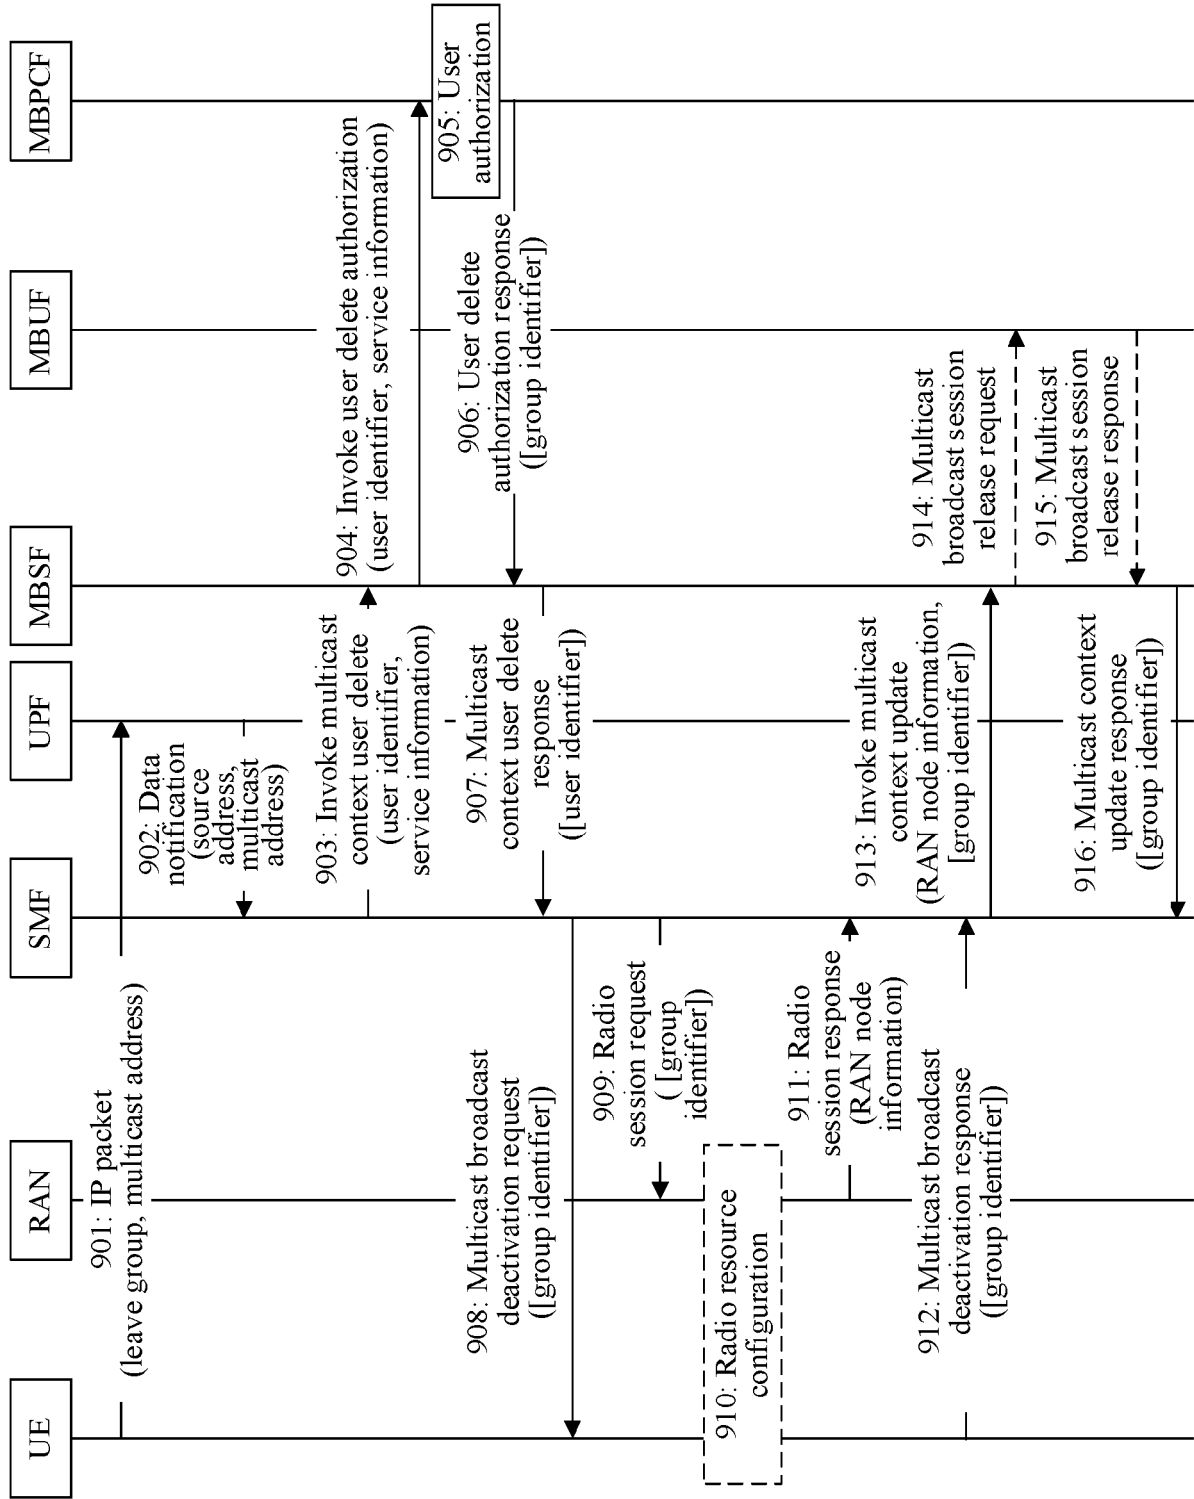 UE
RAN
SMF
UPF
MBSF
MBUF
MBPCF
901: IP packet
(leave group, multicast address)
902: Data
notification
(source
address,
multicast
address)
903: Invoke multicast
context user delete
(user identifier,
service information)
904: Invoke user delete authorization
(user identifier, service information)
905: User
authorization
906: User delete
authorization response
([group identifier])
907: Multicast
context user delete
response
([user identifier])
908: Multicast broadcast
deactivation request
([group identifier])
909: Radio
session request
( [group
identifier])
910: Radio resource
configuration
911: Radio
session response
(RAN node
information)
912: Multicast broadcast
deactivation response
([group identifier])
913: Invoke multicast
context update
(RAN node information,
[group identifier])
914: Multicast
broadcast session
release request
915: Multicast
broadcast session
release response
916: Multicast context
update response
([group identifier])